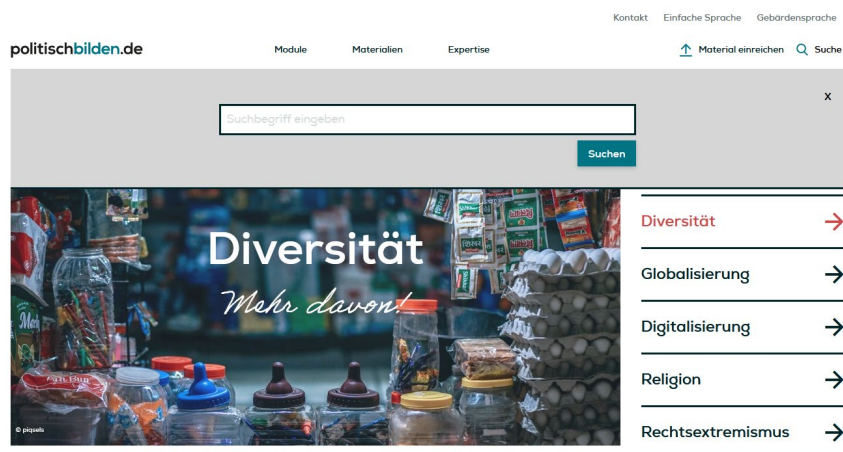 Kontakt Einfache Sprache Gebärdensprache
politischbilden.de Module Materialien Expertise Material einreichen Suche
X
Suchbegriff eingeben
Suchen
Diversität
Mehr davon!
© piqsels
Diversität
Globalisierung
Digitalisierung
Religion
Rechtsextremismus